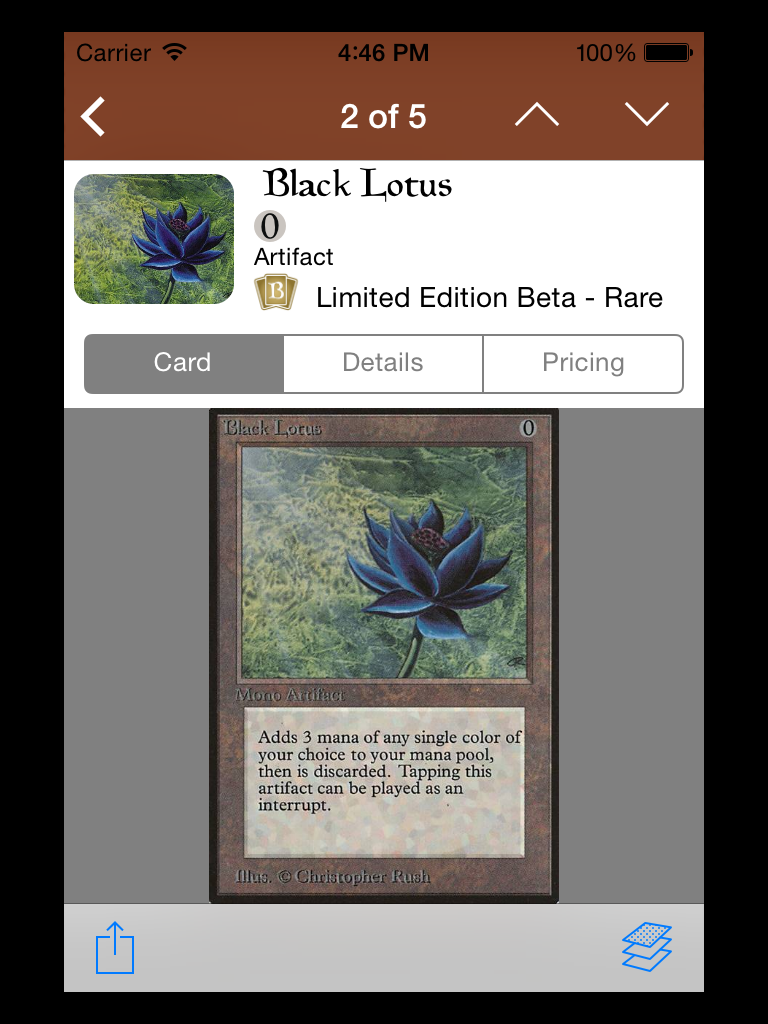 Carrier 4:46 PM 100%
2 of 5
Black Lotus
0
Artifact
B Limited Edition Beta - Rare
Card Details Pricing
Black Lotus 0
Mono Artifact
Adds 3 mana of any single color of
your choice to your mana pool,
then is discarded. Tapping this
artifact can be played as an
interrupt.
Illus. © Christopher Rush